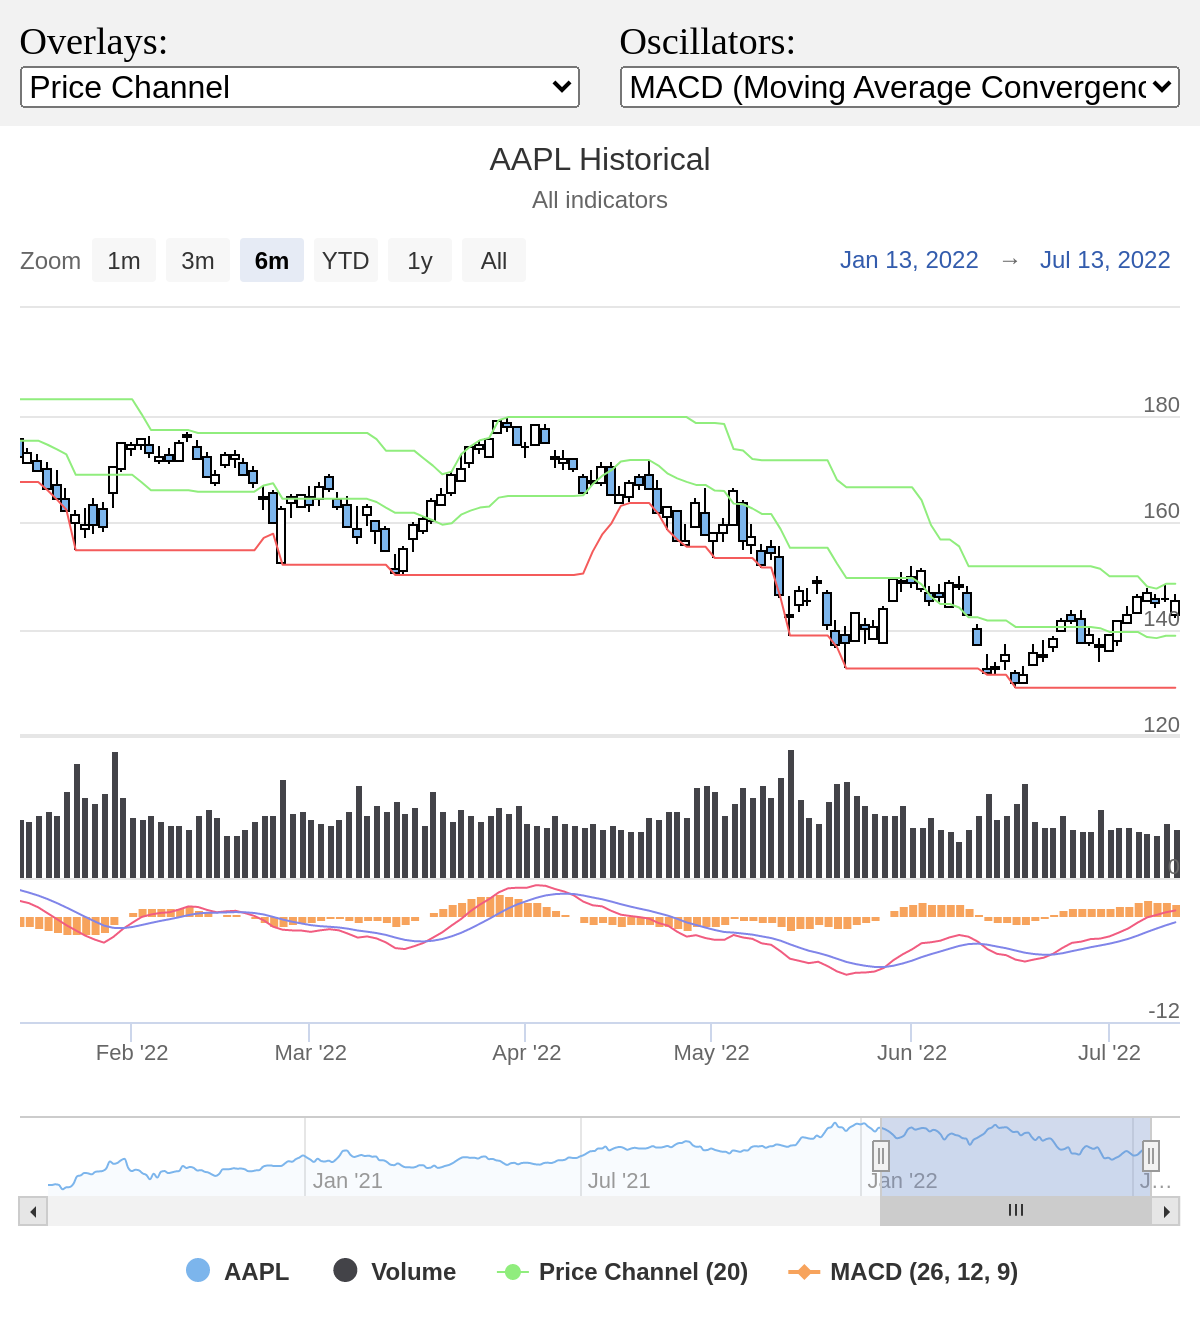 Overlays: Oscillators:
Price Channel MACD (Moving Average Convergenc
AAPL Historical
All indicators
Zoom 1m 3m 6m YTD 1y All Jan 13, 2022 → Jul 13, 2022
180
160
140
120
0
-12
Feb '22 Mar '22 Apr '22 May '22 Jun '22 Jul '22
Jan '21 Jul '21 Jan '22 J…
AAPL Volume Price Channel (20) MACD (26, 12, 9)